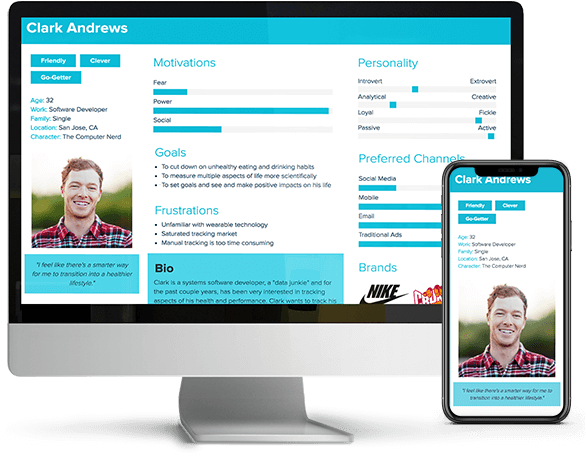 Clark Andrews
Friendly
Clever
Go-Getter
Age: 32
Work: Software Developer
Family: Single
Location: San Jose, CA
Character: The Computer Nerd
"I feel like there's a smarter way
for me to transition into a healthier
lifestyle."
Motivations
Fear
Power
Social
Goals
• To cut down on unhealthy eating and drinking habits
• To measure multiple aspects of life more scientifically
• To set goals and see and make positive impacts on his life
Frustrations
• Unfamiliar with wearable technology
• Saturated tracking market
• Manual tracking is too time consuming
Bio
Clark is a systems software developer, a "data junkie" and for
the past couple years, has been very interested in tracking
aspects of his health and performance. Clark wants to track his
Personality
Introvert Extrovert
Analytical Creative
Loyal Fickle
Passive Active
Preferred Channels
Social Media
Mobile
Email
Traditional Ads
Brands
NIKE
Clark Andrews
Friendly
Clever
Go-Getter
Age: 32
Work: Software Developer
Family: Single
Location: San Jose, CA
Character: The Computer Nerd
"I feel like there's a smarter way for me to
transition into a healthier lifestyle."